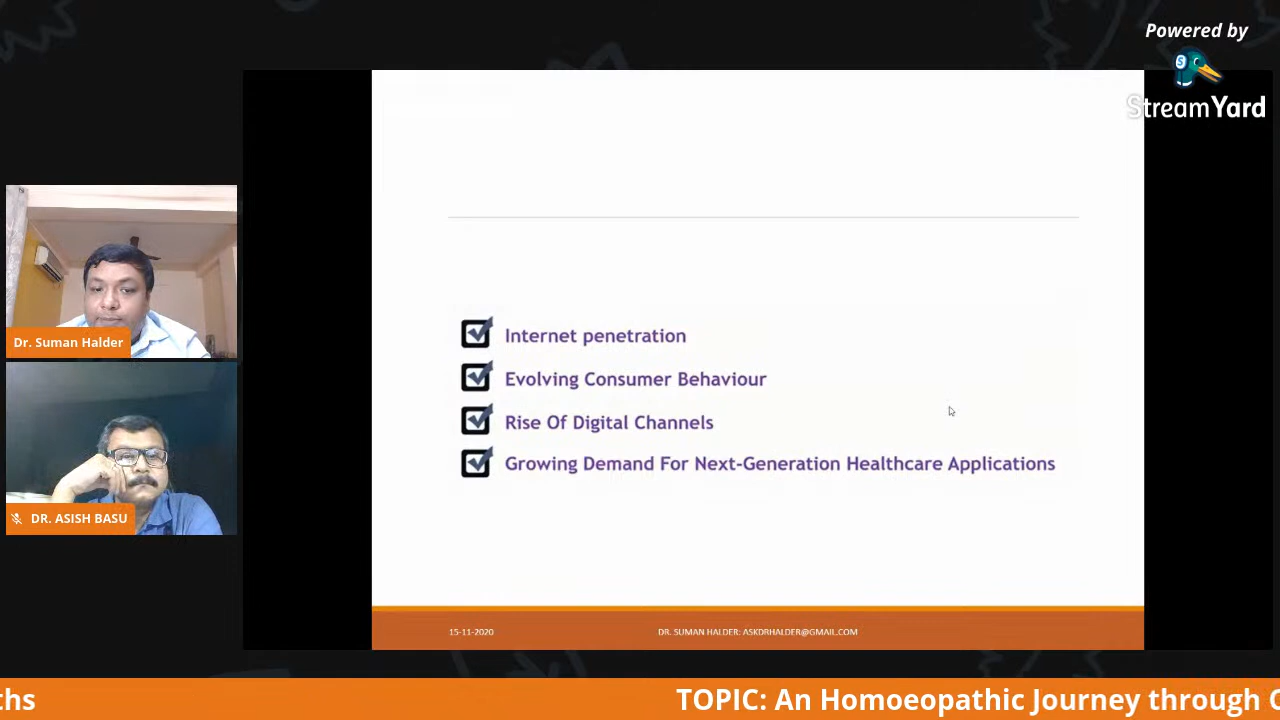 Powered by
StreamYard
Internet penetration
Evolving Consumer Behaviour
Rise Of Digital Channels
Growing Demand For Next-Generation Healthcare Applications
Dr. Suman Halder
DR. ASISH BASU
15-11-2020
DR. SUMAN HALDER: ASKDRHALDER@GMAIL.COM
ths
TOPIC: An Homoeopathic Journey through C